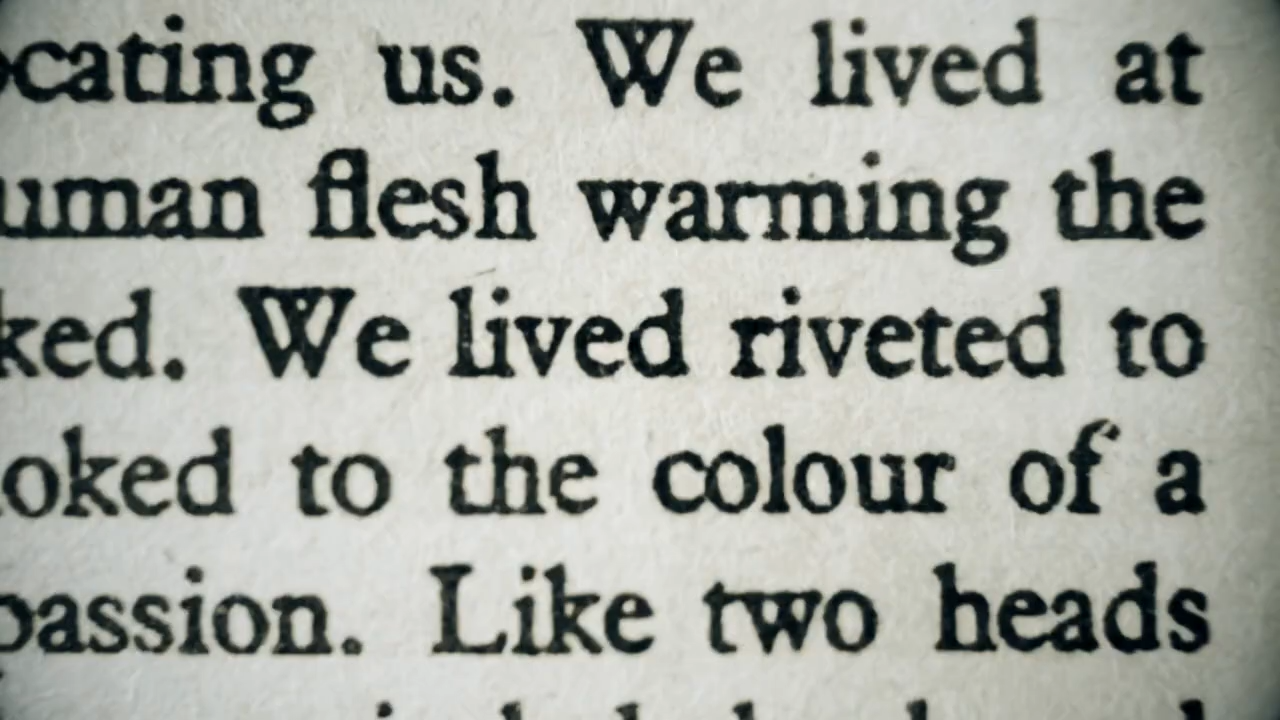 ocating us. We lived at
uman flesh warming the
ked. We lived riveted to
oked to the colour of a
passion. Like two heads